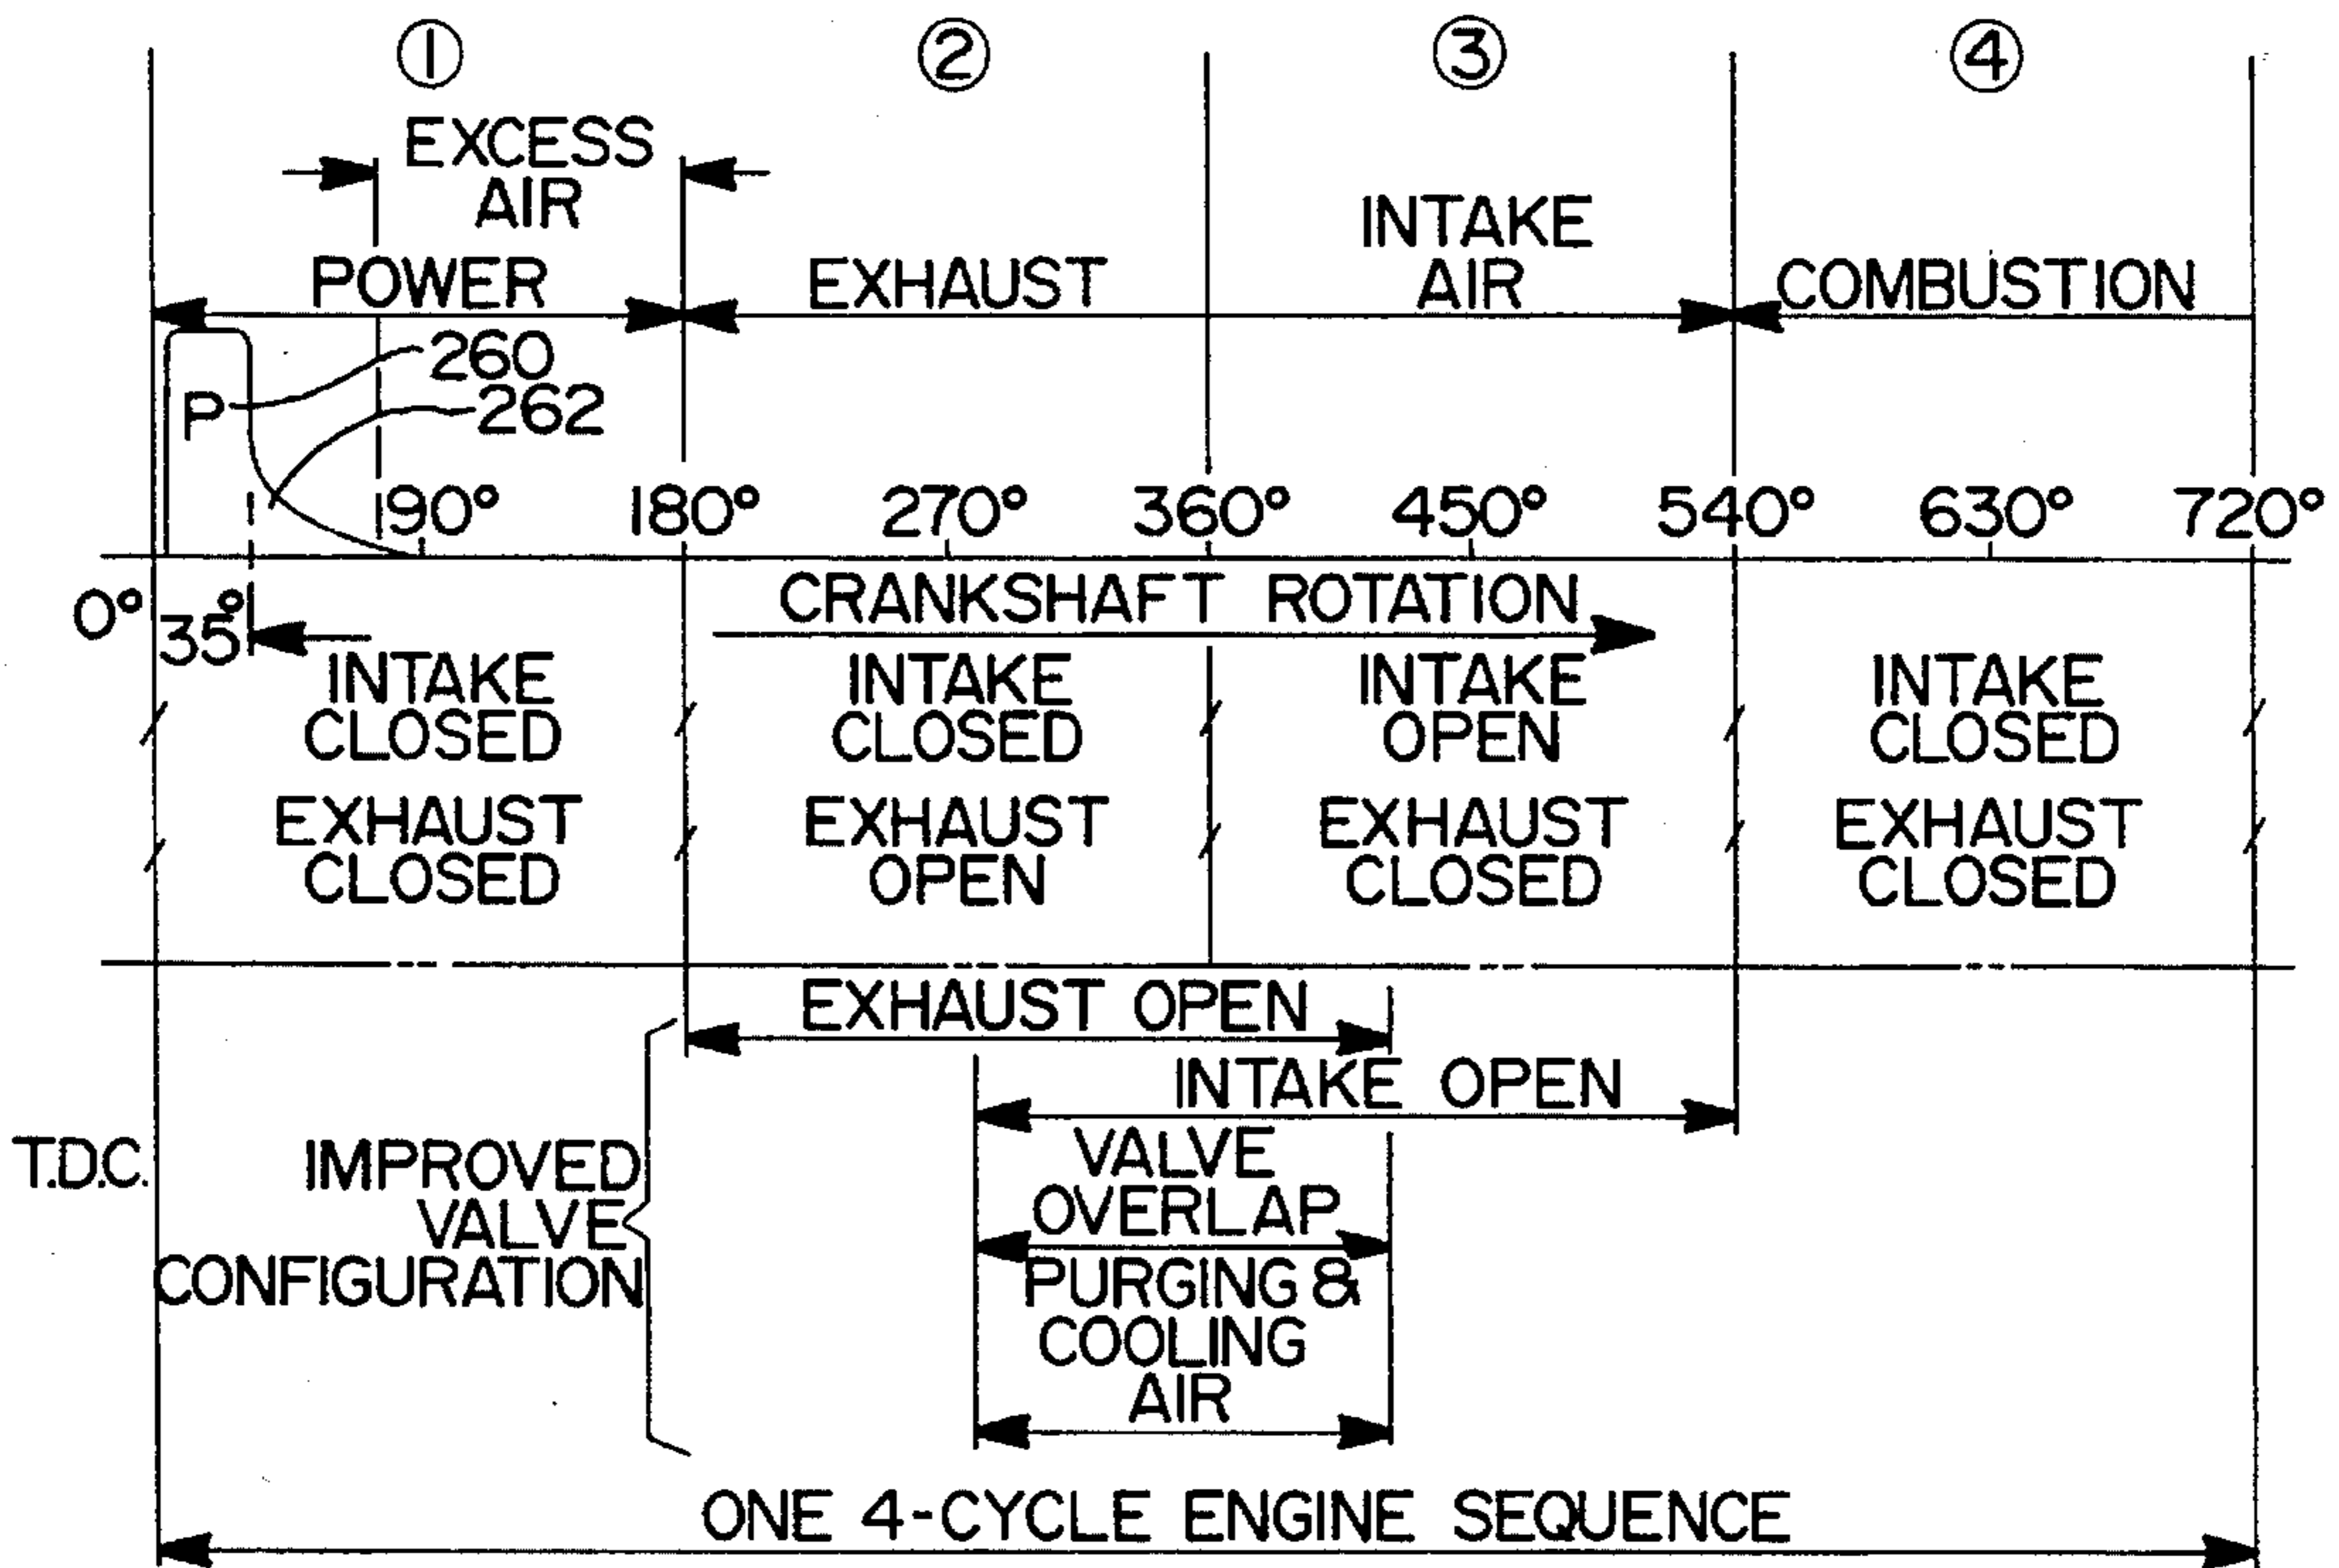 ① ② ③ ④
EXCESS
AIR
POWER
EXHAUST
INTAKE
AIR
COMBUSTION
260
P
262
90° 180° 270° 360° 450° 540° 630° 720°
0°
35°
CRANKSHAFT ROTATION
INTAKE
CLOSED
EXHAUST
CLOSED
INTAKE
CLOSED
EXHAUST
OPEN
INTAKE
OPEN
EXHAUST
CLOSED
INTAKE
CLOSED
EXHAUST
CLOSED
EXHAUST OPEN
INTAKE OPEN
T.D.C.
IMPROVED
VALVE
CONFIGURATION
VALVE
OVERLAP
PURGING &
COOLING
AIR
ONE 4-CYCLE ENGINE SEQUENCE